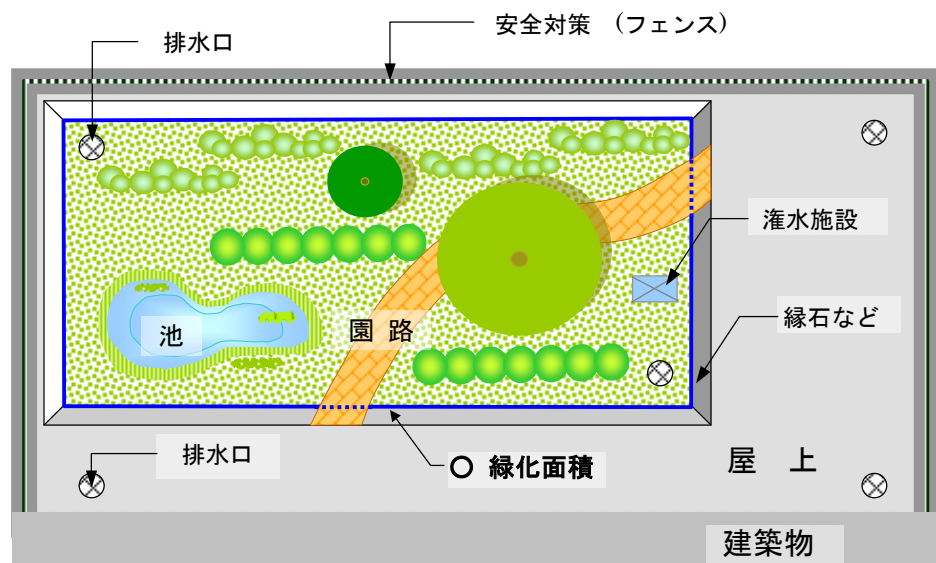 安全対策 (フェンス)
排水口
潅水施設
縁石など
池
園 路
排水口
○ 緑化面積
屋 上
建築物